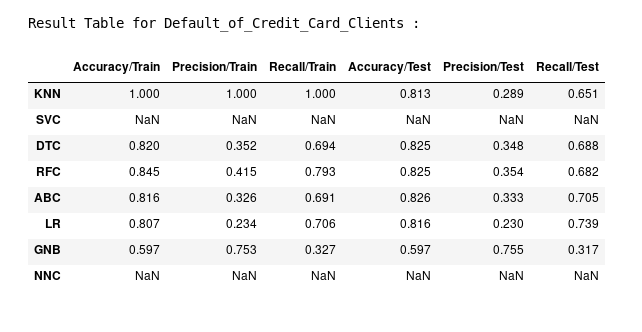 Result Table for Default_of_Credit_Card_Clients :
Accuracy/Train Precision/Train Recall/Train Accuracy/Test Precision/Test Recall/Test
KNN 1.000 1.000 1.000 0.813 0.289 0.651
SVC NaN NaN NaN NaN NaN NaN
DTC 0.820 0.352 0.694 0.825 0.348 0.688
RFC 0.845 0.415 0.793 0.825 0.354 0.682
ABC 0.816 0.326 0.691 0.826 0.333 0.705
LR 0.807 0.234 0.706 0.816 0.230 0.739
GNB 0.597 0.753 0.327 0.597 0.755 0.317
NNC NaN NaN NaN NaN NaN NaN